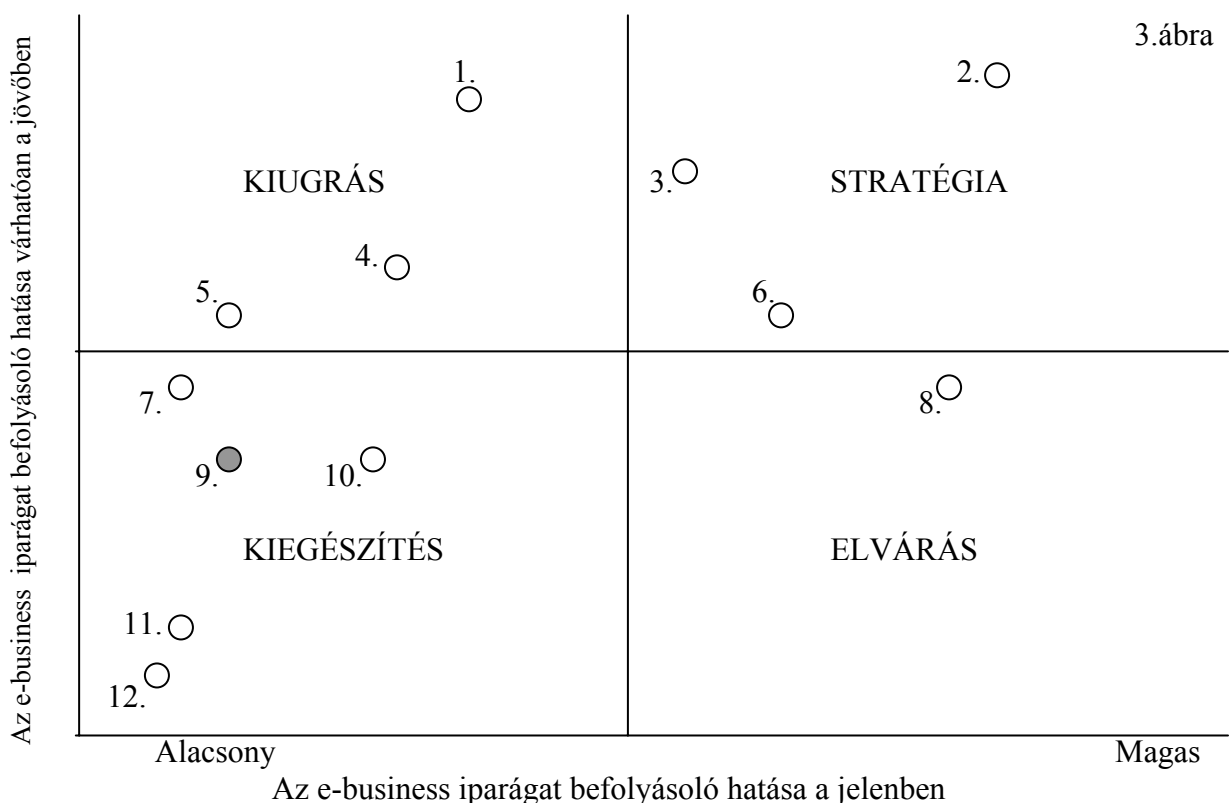 3.ábra
1.
2.
KIUGRÁS
3.
STRATÉGIA
4.
5.
6.
7.
8.
9.
10.
KIEGÉSZÍTÉS
ELVÁRÁS
11.
12.
Az e-business iparágat befolyásoló hatása várhatóan a jövőben
Alacsony
Magas
Az e-business iparágat befolyásoló hatása a jelenben